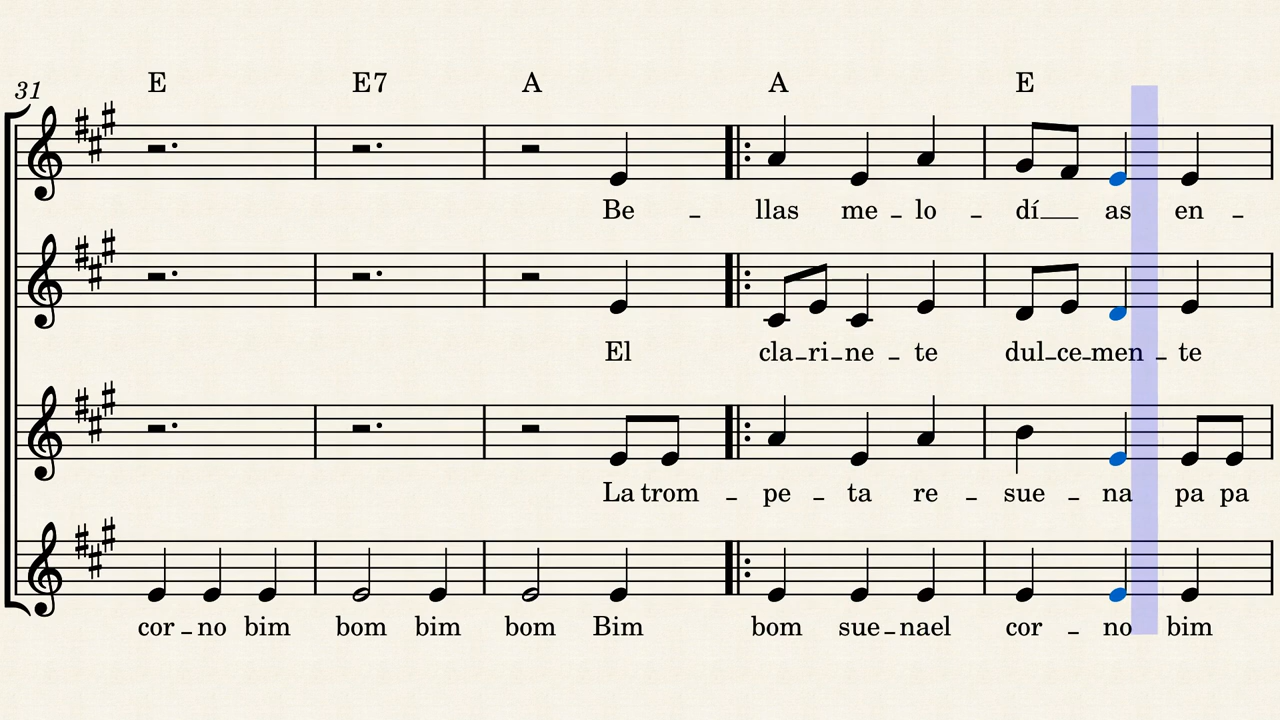 31 E E7 A A E
Be - llas me - lo - dí as en -
El cla-ri-ne - te dul-ce-men - te
La trom - pe - ta re - sue - na pa pa
cor - no bim bom bim bom Bim bom sue-nael cor - no bim